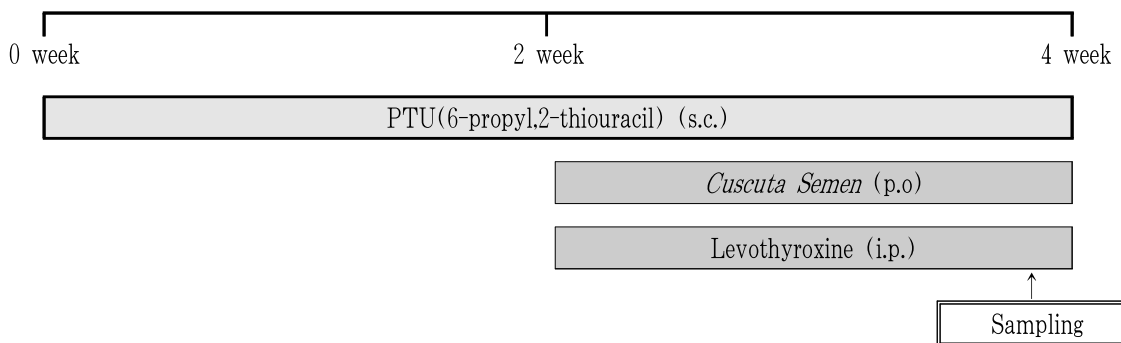 0 week 2 week 4 week
PTU(6-propyl,2-thiouracil) (s.c.)
Cuscuta Semen (p.o)
Levothyroxine (i.p.)
Sampling